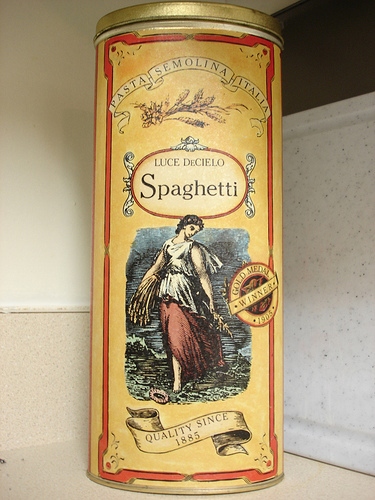 PASTA SEMOLINA ITALIA
LUCE DECIELO
Spaghetti
GOLD MEDAL
WINNER
QUALITY SINCE
1885